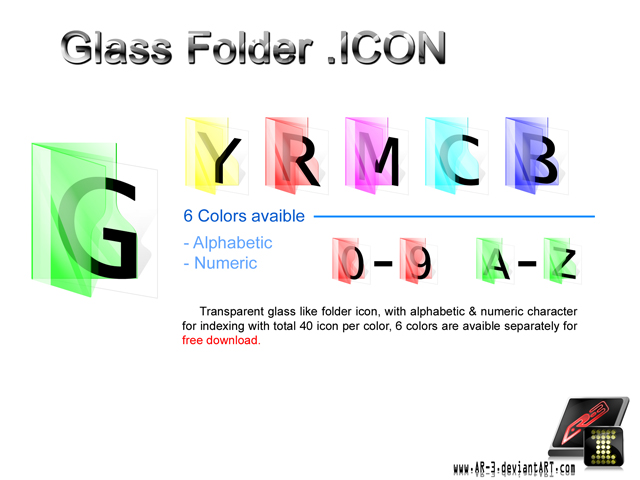 Glass Folder .ICON
G
Y R M C B
6 Colors avaible
- Alphabetic
- Numeric
0-9 A-Z
Transparent glass like folder icon, with alphabetic & numeric character
for indexing with total 40 icon per color, 6 colors are avaible separately for
free download.
AR-3
I
www.AR-3.deviantART.com